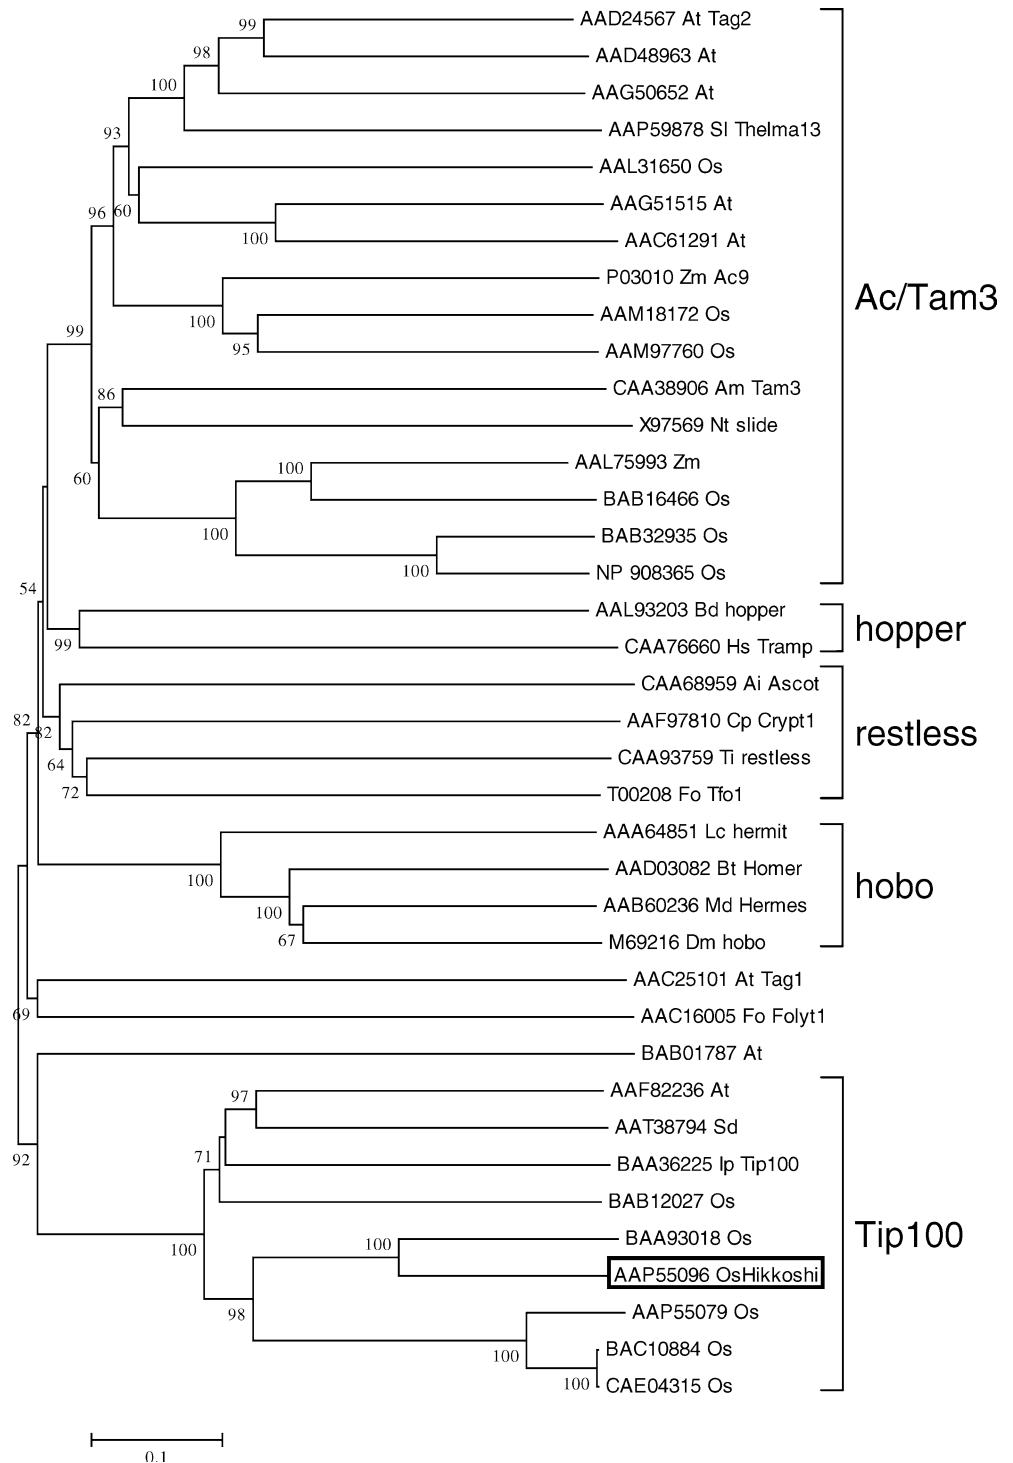 99
AAD24567 At Tag2
98
AAD48963 At
100
AAG50652 At
93
AAP59878 Sl Thelma13
AAL31650 Os
96
60
AAG51515 At
100
AAC61291 At
P03010 Zm Ac9
Ac/Tam3
100
AAM18172 Os
99
95
AAM97760 Os
86
CAA38906 Am Tam3
X97569 Nt slide
60
100
AAL75993 Zm
BAB16466 Os
100
BAB32935 Os
100
NP 908365 Os
54
AAL93203 Bd hopper
hopper
99
CAA76660 Hs Tramp
CAA68959 Ai Ascot
82
82
AAF97810 Cp Crypt1
restless
64
CAA93759 Ti restless
72
T00208 Fo Tfo1
AAA64851 Lc hermit
100
AAD03082 Bt Homer
hobo
100
AAB60236 Md Hermes
67
M69216 Dm hobo
AAC25101 At Tag1
69
AAC16005 Fo Folyt1
BAB01787 At
97
AAF82236 At
AAT38794 Sd
92
71
BAA36225 Ip Tip100
BAB12027 Os
100
100
BAA93018 Os
Tip100
AAP55096 OsHikkoshi
98
AAP55079 Os
100
BAC10884 Os
100
CAE04315 Os
0.1